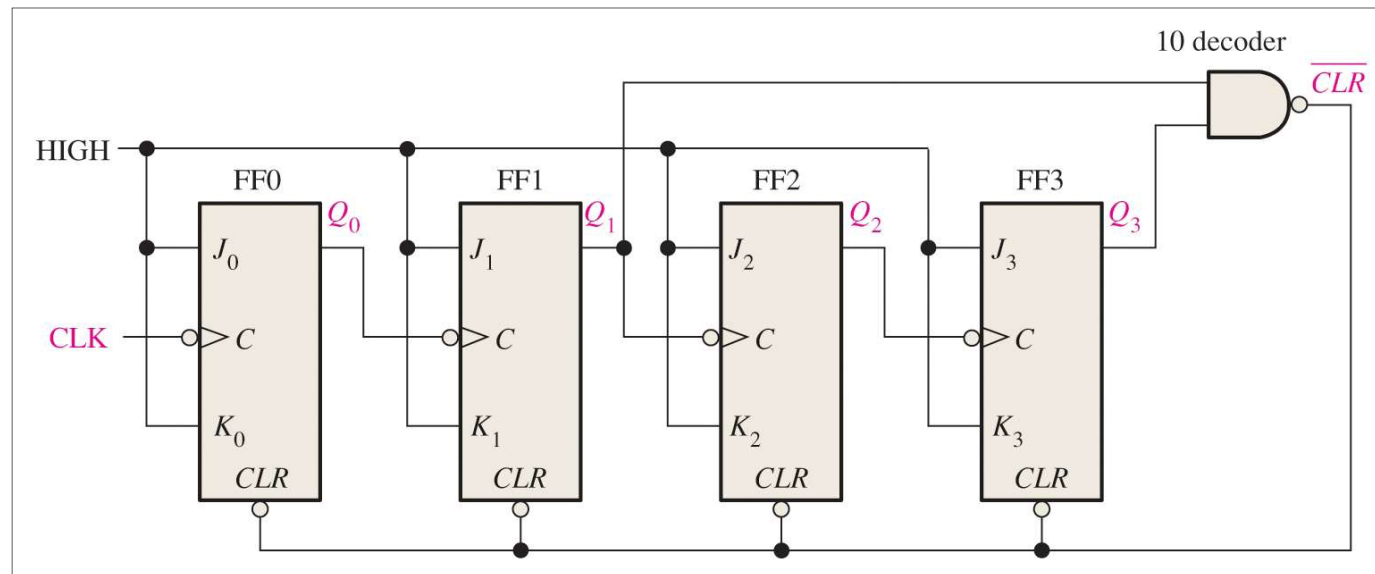 10 decoder
C̅L̅R̅
HIGH
FF0 FF1 FF2 FF3
Q0 Q1 Q2 Q3
J0 J1 J2 J3
CLK C C C C
K0 K1 K2 K3
CLR CLR CLR CLR